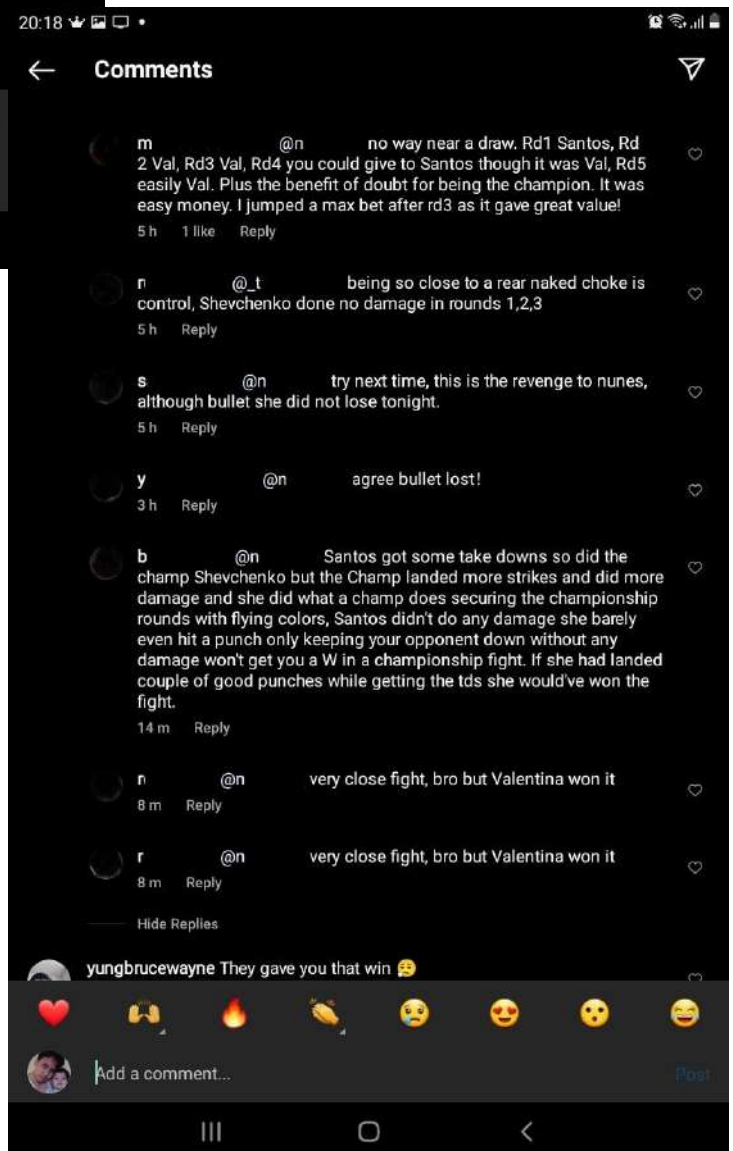 20:18
Comments
m @n no way near a draw. Rd1 Santos, Rd
2 Val, Rd3 Val, Rd4 you could give to Santos though it was Val, Rd5
easily Val. Plus the benefit of doubt for being the champion. It was
easy money. I jumped a max bet after rd3 as it gave great value!
5 h 1 like Reply
n @_t being so close to a rear naked choke is
control, Shevchenko done no damage in rounds 1,2,3
5 h Reply
s @n try next time, this is the revenge to nunes,
although bullet she did not lose tonight.
5 h Reply
y @n agree bullet lost!
3 h Reply
b @n Santos got some take downs so did the
champ Shevchenko but the Champ landed more strikes and did more
damage and she did what a champ does securing the championship
rounds with flying colors, Santos didn't do any damage she barely
even hit a punch only keeping your opponent down without any
damage won't get you a W in a championship fight. If she had landed
couple of good punches while getting the tds she would've won the
fight.
14 m Reply
r @n very close fight, bro but Valentina won it
8 m Reply
r @n very close fight, bro but Valentina won it
8 m Reply
Hide Replies
yungbrucewayne They gave you that win 😮‍💨
Add a comment...
Post